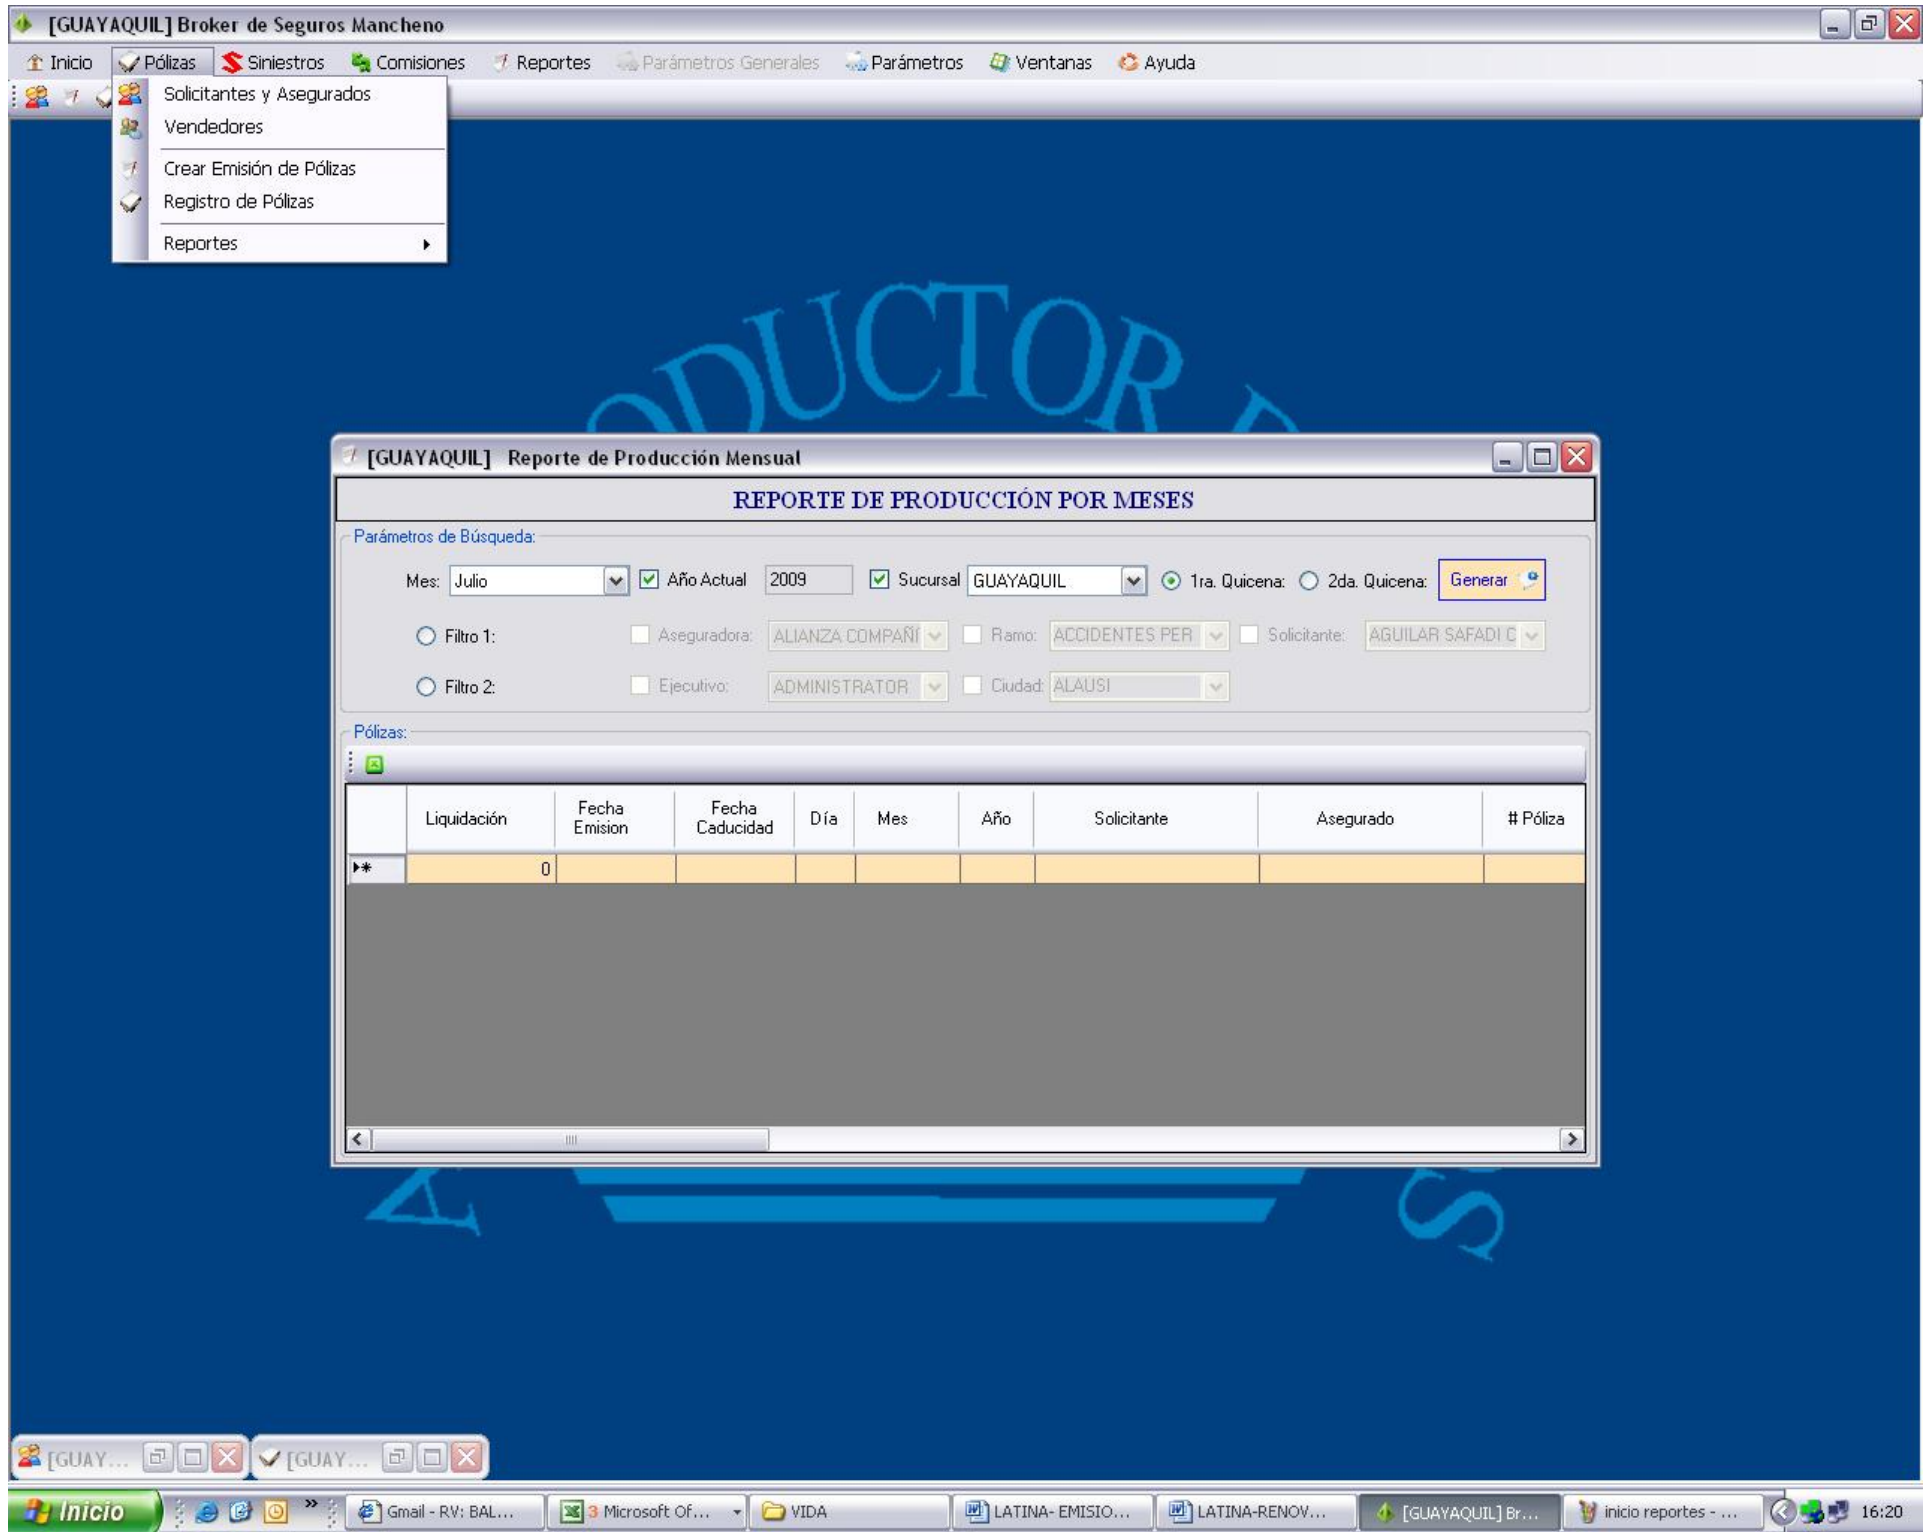 [GUAYAQUIL] Broker de Seguros Mancheno
Inicio Pólizas Siniestros Comisiones Reportes Parámetros Generales Parámetros Ventanas Ayuda
Solicitantes y Asegurados
Vendedores
Crear Emisión de Pólizas
Registro de Pólizas
Reportes
DUCTOR
[GUAYAQUIL] Reporte de Producción Mensual
REPORTE DE PRODUCCIÓN POR MESES
Parámetros de Búsqueda:
Mes: Julio Año Actual 2009 Sucursal GUAYAQUIL 1ra. Quicena: 2da. Quicena: Generar
Filtro 1: Aseguradora: ALIANZA COMPAÑÍ Ramo: ACCIDENTES PER Solicitante: AGUILAR SAFADI C
Filtro 2: Ejecutivo: ADMINISTRATOR Ciudad: ALAUSI
Pólizas:
Liquidación Fecha Emision Fecha Caducidad Día Mes Año Solicitante Asegurado # Póliza
0
A S
[GUAY... [GUAY...
Inicio Gmail - RV: BAL... 3 Microsoft Of... VIDA LATINA- EMISIO... LATINA-RENOV... [GUAYAQUIL] Br... inicio reportes - ... 16:20